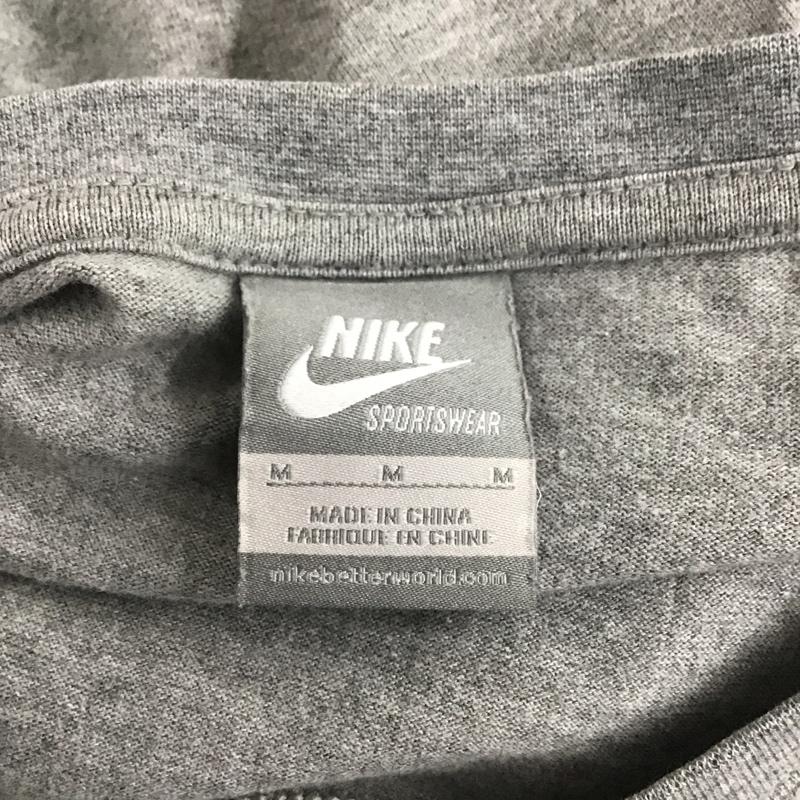 NIKE
SPORTSWEAR
M M M
MADE IN CHINA
FABRIQUE EN CHINE
nikebetterworld.com